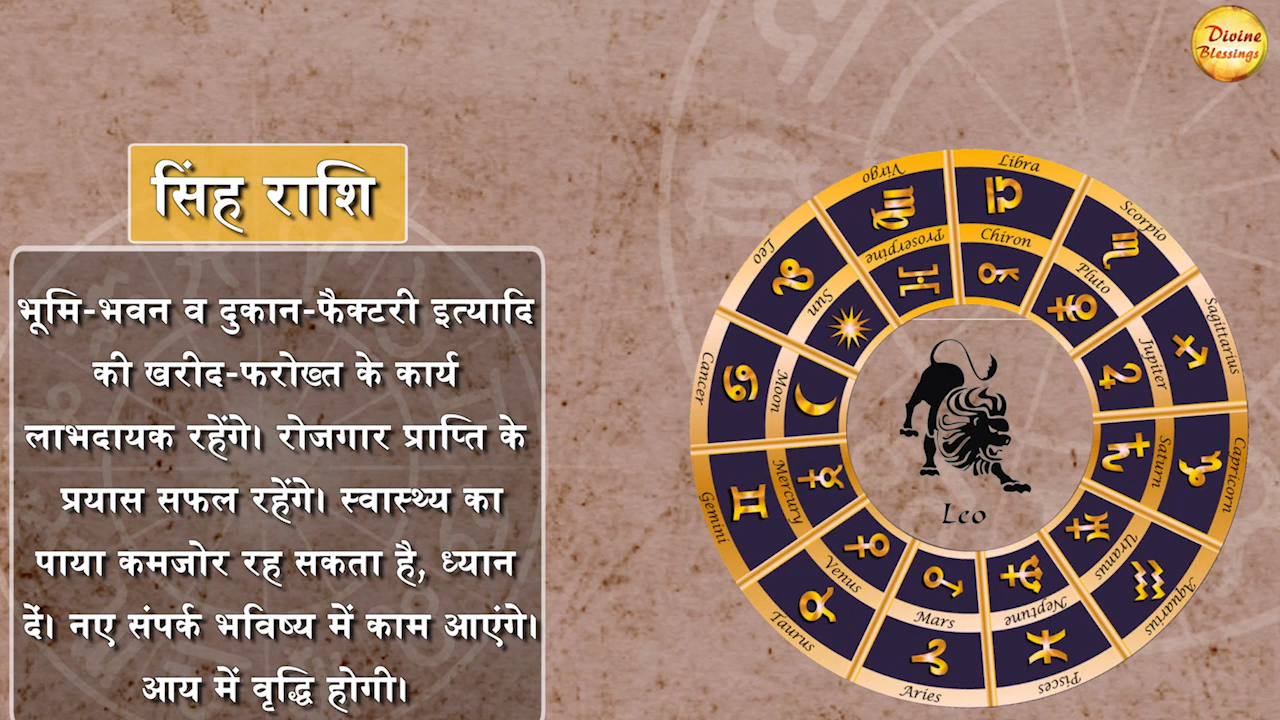 Divine
Blessings
सिंह राशि
भूमि-भवन व दुकान-फैक्टरी इत्यादि
की खरीद-फरोख्त के कार्य
लाभदायक रहेंगे। रोजगार प्राप्ति के
प्रयास सफल रहेंगे। स्वास्थ्य का
पाया कमजोर रह सकता है, ध्यान
दें। नए संपर्क भविष्य में काम आएंगे।
आय में वृद्धि होगी।
Libra
Scorpio
Sagittarius
Capricorn
Aquarius
Pisces
Aries
Taurus
Gemini
Cancer
Leo
Virgo
Chiron
Pluto
Jupiter
Saturn
Uranus
Neptune
Mars
Venus
Mercury
Moon
Sun
Proserpine
Leo